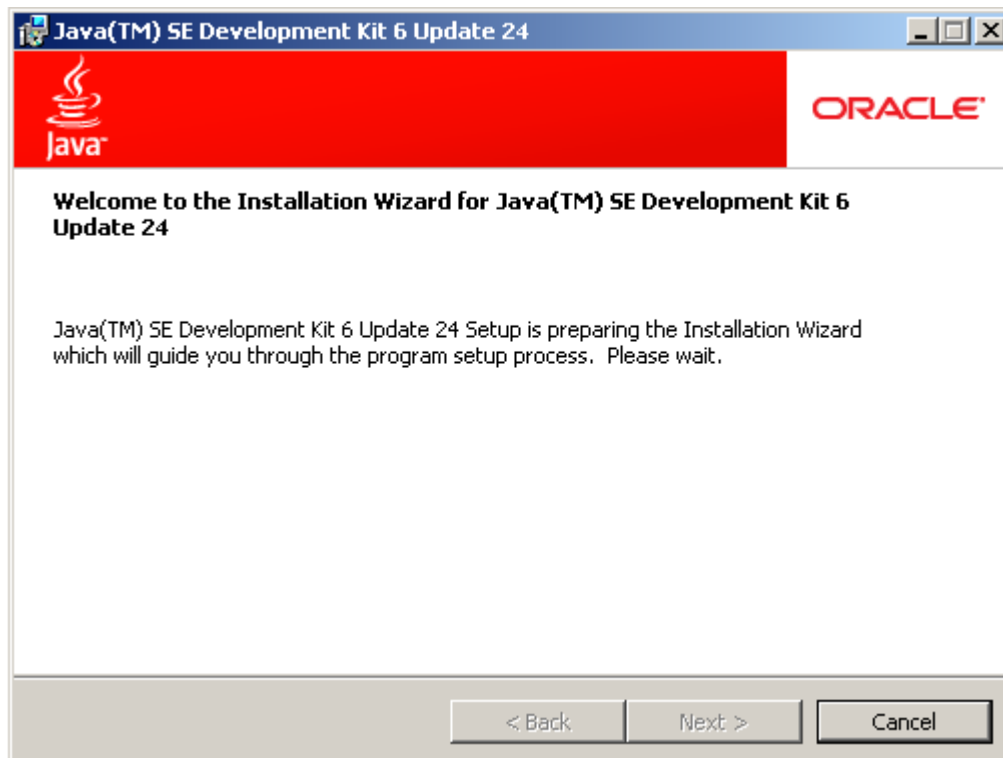 Java(TM) SE Development Kit 6 Update 24
Java™
ORACLE®
Welcome to the Installation Wizard for Java(TM) SE Development Kit 6
Update 24
Java(TM) SE Development Kit 6 Update 24 Setup is preparing the Installation Wizard
which will guide you through the program setup process.  Please wait.
< Back
Next >
Cancel